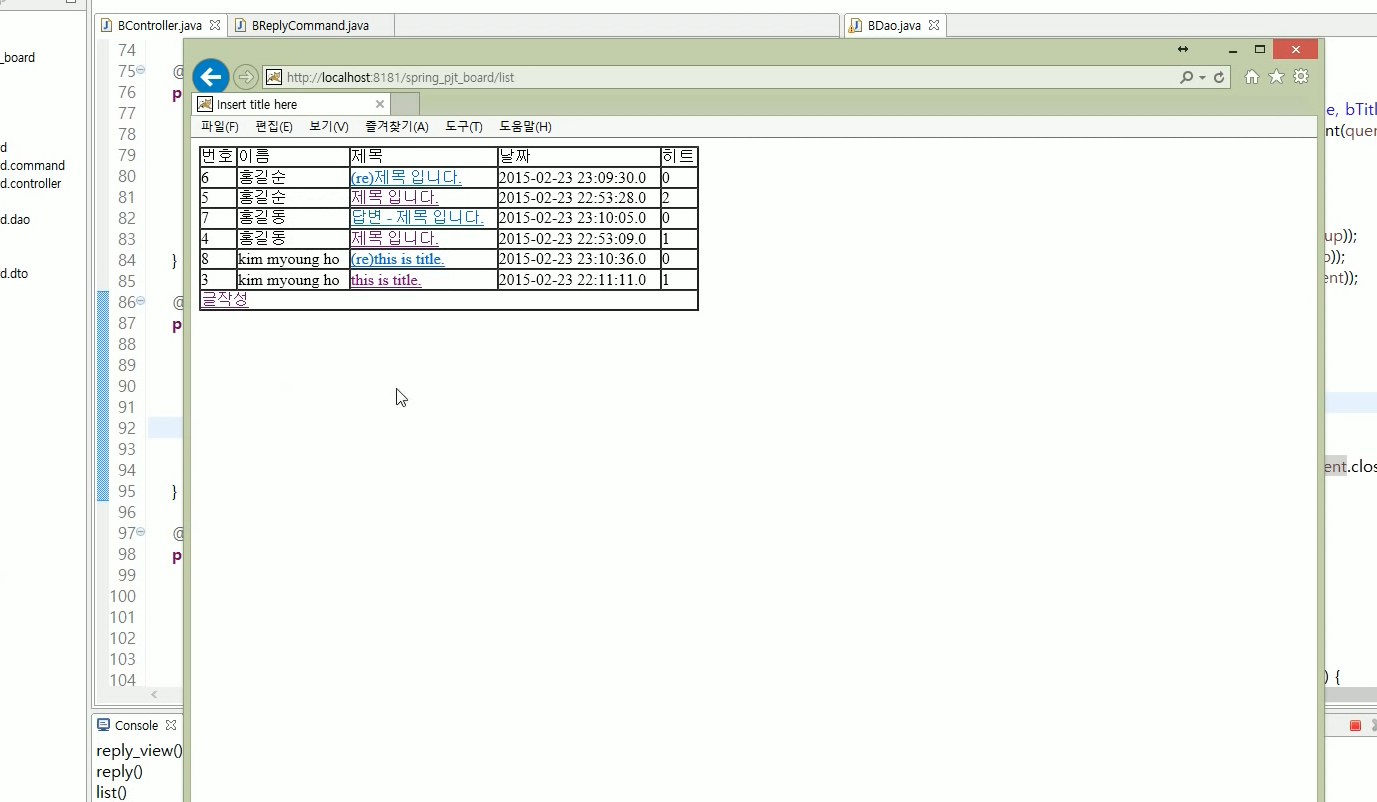 BController.java BReplyCommand.java BDao.java
_board
d
d.command
d.controller
d.dao
d.dto
74
75 @
76 p
77
78
79
80
81
82
83
84 }
85
86 @
87 p
88
89
90
91
92
93
94
95 }
96
97 @
98 p
99
100
101
102
103
104
http://localhost:8181/spring_pjt_board/list
Insert title here
파일(F) 편집(E) 보기(V) 즐겨찾기(A) 도구(T) 도움말(H)
번호 이름 제목 날짜 히트
6 홍길순 (re)제목 입니다. 2015-02-23 23:09:30.0 0
5 홍길순 제목 입니다. 2015-02-23 22:53:28.0 2
7 홍길동 답변 - 제목 입니다. 2015-02-23 23:10:05.0 0
4 홍길동 제목 입니다. 2015-02-23 22:53:09.0 1
8 kim myoung ho (re)this is title. 2015-02-23 23:10:36.0 0
3 kim myoung ho this is title. 2015-02-23 22:11:11.0 1
글작성
e, bTitl
nt(quer
up));
));
ent));
ent.clos
) {
Console
reply_view()
reply()
list()